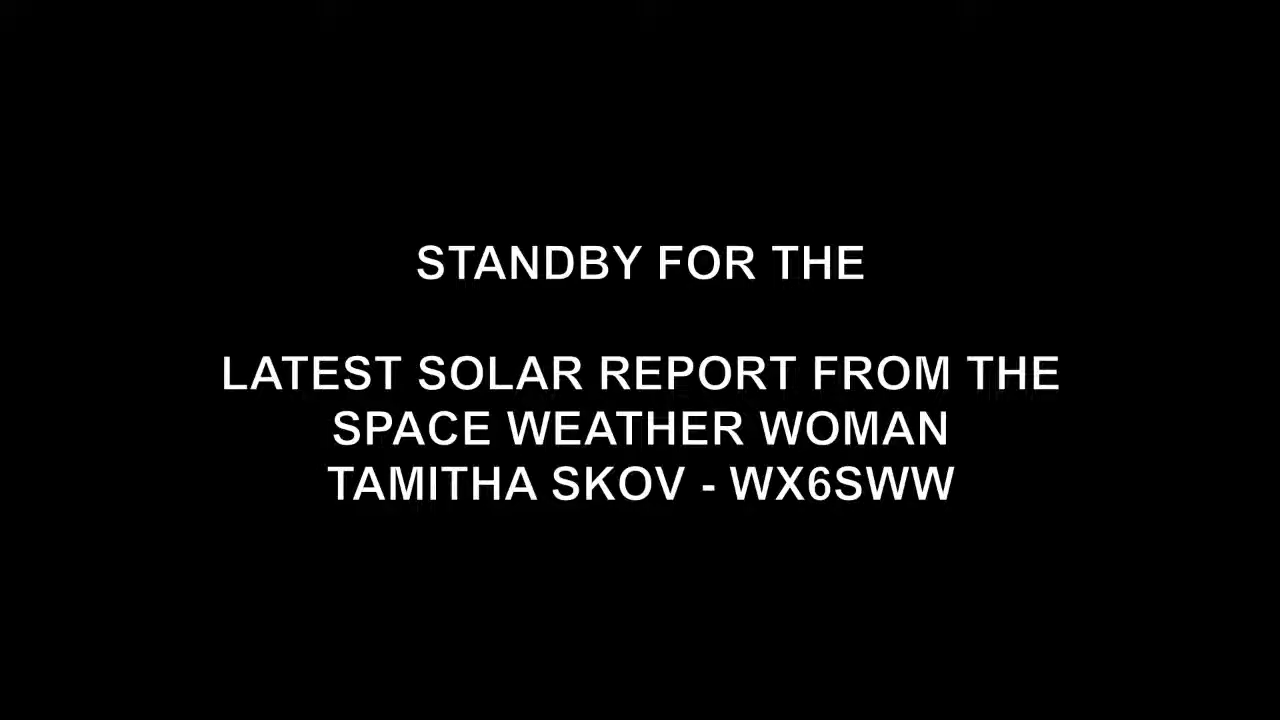 STANDBY FOR THE
LATEST SOLAR REPORT FROM THE
SPACE WEATHER WOMAN
TAMITHA SKOV - WX6SWW